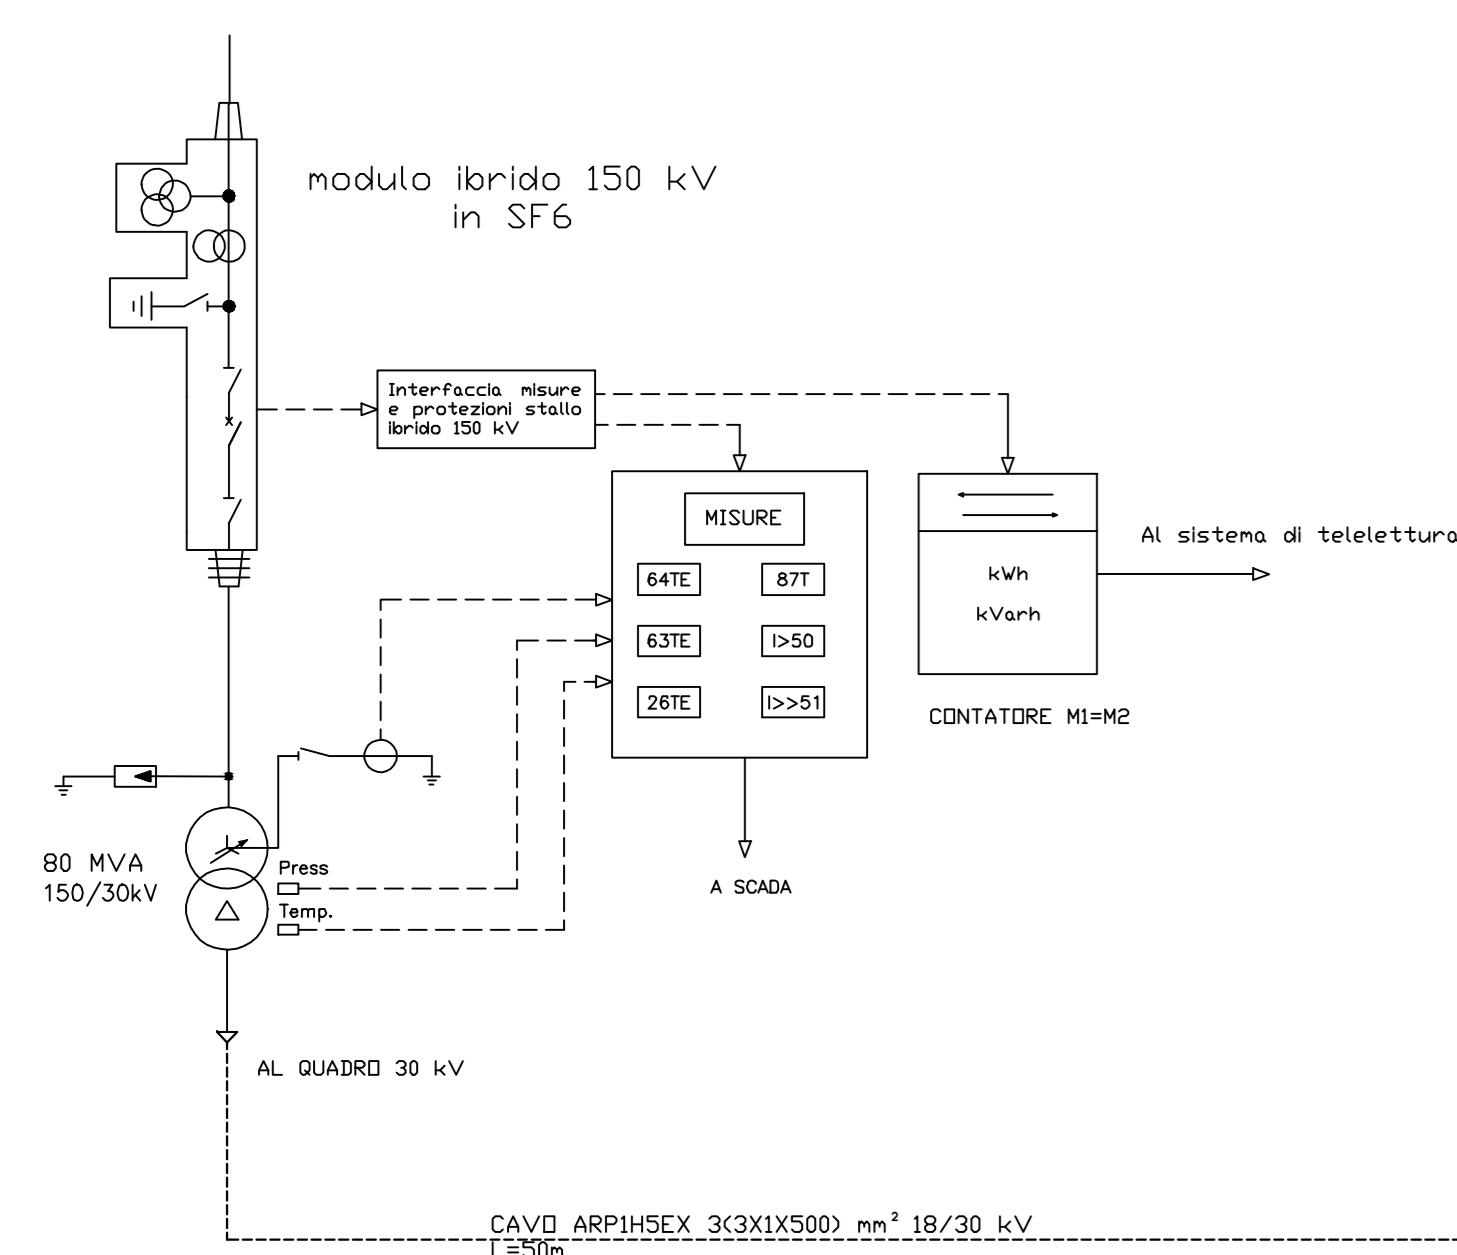 modulo ibrido 150 kV
in SF6
Interfaccia misure
e protezioni stallo
ibrido 150 kV
MISURE
64TE
87T
63TE
I>50
26TE
I>>51
kWh
kVarh
Al sistema di telelettura
CONTATORE M1=M2
80 MVA
150/30kV
Press
Temp.
A SCADA
AL QUADRO 30 kV
CAVO ARP1H5EX 3(3X1X500) mm² 18/30 kV
L=50m